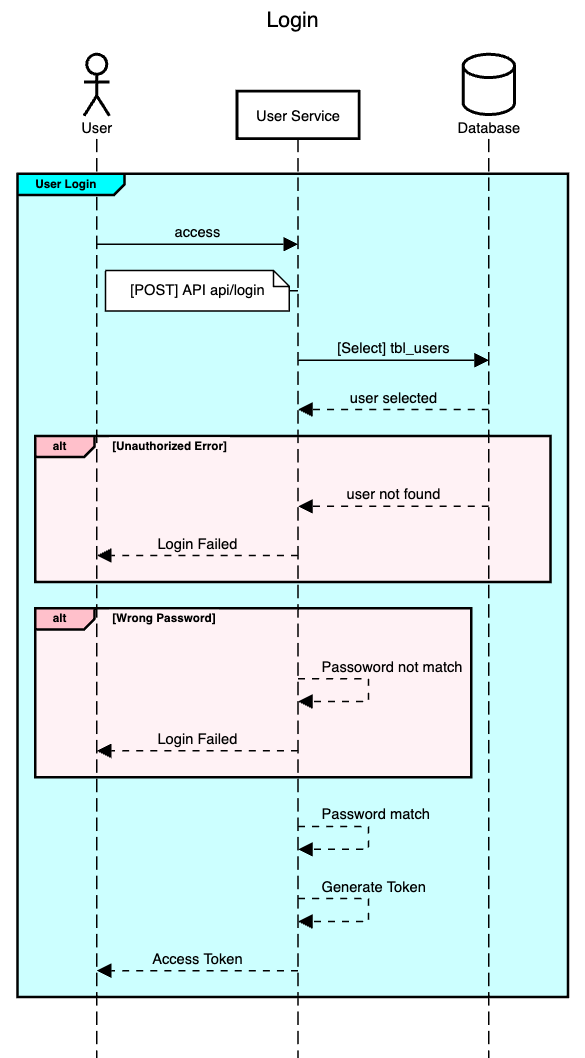 Login
User
User Service
Database
User Login
access
[POST] API api/login
[Select] tbl_users
user selected
alt [Unauthorized Error]
user not found
Login Failed
alt [Wrong Password]
Passoword not match
Login Failed
Password match
Generate Token
Access Token